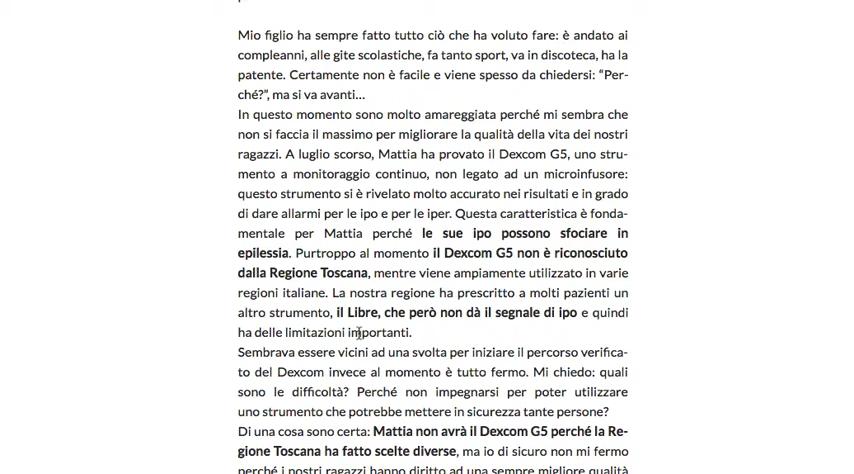 Mio figlio ha sempre fatto tutto ciò che ha voluto fare: è andato ai
compleanni, alle gite scolastiche, fa tanto sport, va in discoteca, ha la
patente. Certamente non è facile e viene spesso da chiedersi: “Per-
ché?”, ma si va avanti…
In questo momento sono molto amareggiata perché mi sembra che
non si faccia il massimo per migliorare la qualità della vita dei nostri
ragazzi. A luglio scorso, Mattia ha provato il Dexcom G5, uno stru-
mento a monitoraggio continuo, non legato ad un microinfusore:
questo strumento si è rivelato molto accurato nei risultati e in grado
di dare allarmi per le ipo e per le iper. Questa caratteristica è fonda-
mentale per Mattia perché le sue ipo possono sfociare in
epilessia. Purtroppo al momento il Dexcom G5 non è riconosciuto
dalla Regione Toscana, mentre viene ampiamente utilizzato in varie
regioni italiane. La nostra regione ha prescritto a molti pazienti un
altro strumento, il Libre, che però non dà il segnale di ipo e quindi
ha delle limitazioni importanti.
Sembrava essere vicini ad una svolta per iniziare il percorso verifica-
to del Dexcom invece al momento è tutto fermo. Mi chiedo: quali
sono le difficoltà? Perché non impegnarsi per poter utilizzare
uno strumento che potrebbe mettere in sicurezza tante persone?
Di una cosa sono certa: Mattia non avrà il Dexcom G5 perché la Re-
gione Toscana ha fatto scelte diverse, ma io di sicuro non mi fermo
perché i nostri ragazzi hanno diritto ad una sempre migliore qualità